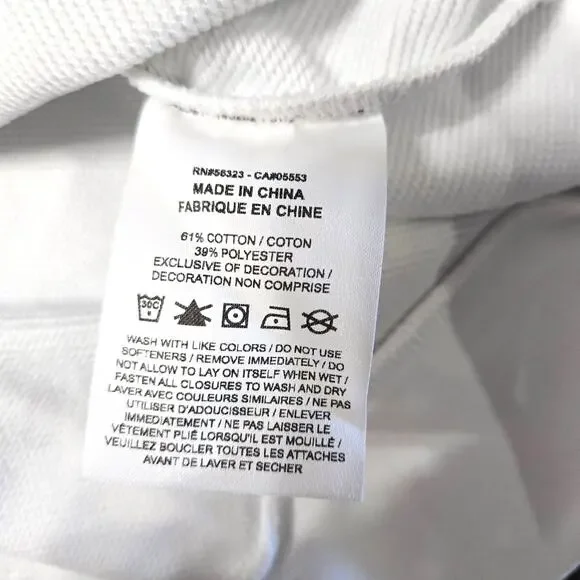 RN#56323 - CA#05553
MADE IN CHINA
FABRIQUE EN CHINE
61% COTTON / COTON
39% POLYESTER
EXCLUSIVE OF DECORATION /
DECORATION NON COMPRISE
30C
WASH WITH LIKE COLORS / DO NOT USE
SOFTENERS / REMOVE IMMEDIATELY / DO
NOT ALLOW TO LAY ON ITSELF WHEN WET /
FASTEN ALL CLOSURES TO WASH AND DRY
LAVER AVEC COULEURS SIMILAIRES / NE PAS
UTILISER D'ADOUCISSEUR / ENLEVER
IMMEDIATEMENT / NE PAS LAISSER LE
VÊTEMENT PLIÉ LORSQU'IL EST MOUILLÉ /
VEUILLEZ BOUCLER TOUTES LES ATTACHES
AVANT DE LAVER ET SECHER